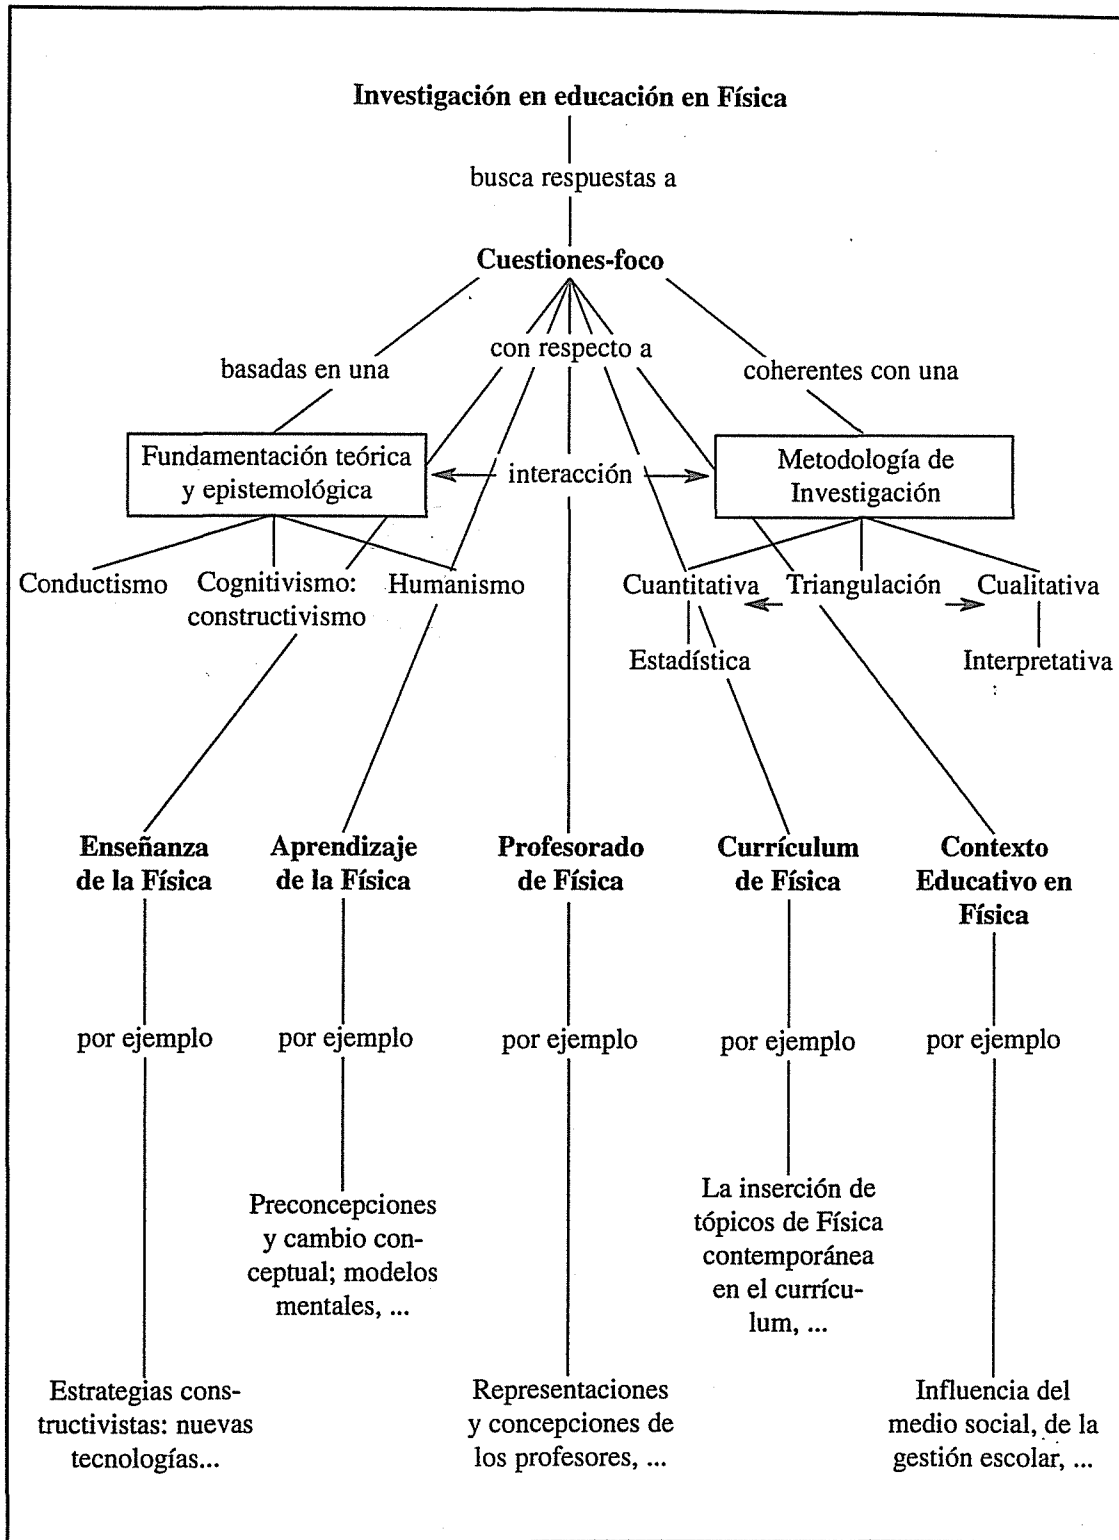 Investigación en educación en Física
busca respuestas a
Cuestiones-foco
basadas en una
con respecto a
coherentes con una
Fundamentación teórica
y epistemológica
interacción
Metodología de
Investigación
Conductismo
Cognitivismo:
constructivismo
Humanismo
Cuantitativa
Triangulación
Cualitativa
Estadística
Interpretativa
Enseñanza
de la Física
Aprendizaje
de la Física
Profesorado
de Física
Currículum
de Física
Contexto
Educativo en
Física
por ejemplo
por ejemplo
por ejemplo
por ejemplo
por ejemplo
Preconcepciones
y cambio con-
ceptual; modelos
mentales, ...
La inserción de
tópicos de Física
contemporánea
en el currícu-
lum, ...
Estrategias cons-
tructivistas: nuevas
tecnologías...
Representaciones
y concepciones de
los profesores, ...
Influencia del
medio social, de la
gestión escolar, ...